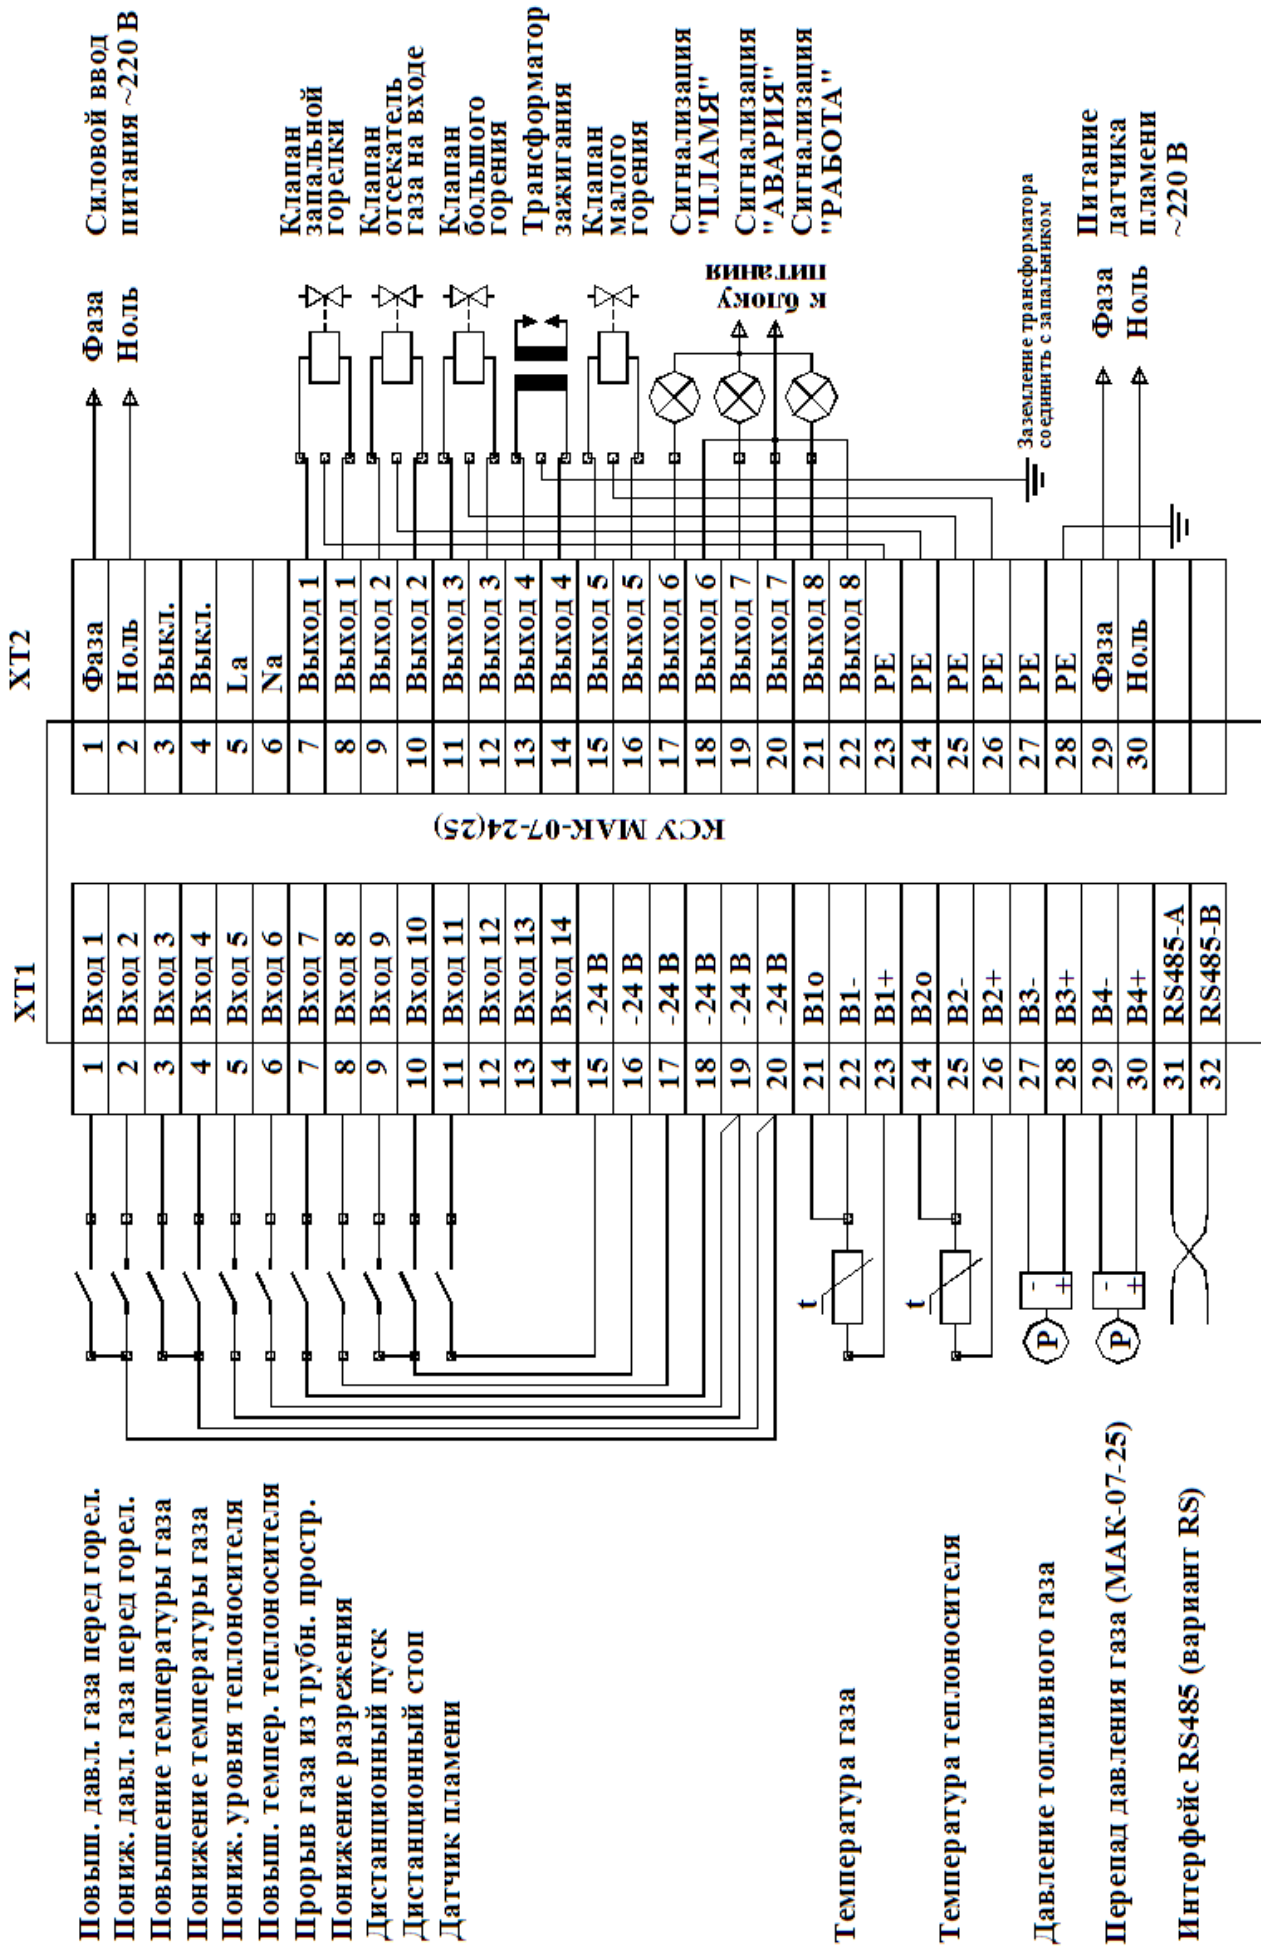 Повыш. давл. газа перед горел.
Пониж. давл. газа перед горел.
Повышение температуры газа
Понижение температуры газа
Пониж. уровня теплоносителя
Повыш. темпер. теплоносителя
Прорыв газа из трубн. простр.
Понижение разрежения
Дистанционный пуск
Дистанционный стоп
Датчик пламени
Температура газа
Температура теплоносителя
Давление топливного газа
Перепад давления газа (МАК-07-25)
Интерфейс RS485 (вариант RS)
t
t
P
- +
P
- +
XT1
1 Вход 1
2 Вход 2
3 Вход 3
4 Вход 4
5 Вход 5
6 Вход 6
7 Вход 7
8 Вход 8
9 Вход 9
10 Вход 10
11 Вход 11
12 Вход 12
13 Вход 13
14 Вход 14
15 -24 В
16 -24 В
17 -24 В
18 -24 В
19 -24 В
20 -24 В
21 B1o
22 B1-
23 B1+
24 B2o
25 B2-
26 B2+
27 B3-
28 B3+
29 B4-
30 B4+
31 RS485-A
32 RS485-B
КСУ МАК-07-24(25)
XT2
1 Фаза
2 Ноль
3 Выкл.
4 Выкл.
5 La
6 Na
7 Выход 1
8 Выход 1
9 Выход 2
10 Выход 2
11 Выход 3
12 Выход 3
13 Выход 4
14 Выход 4
15 Выход 5
16 Выход 5
17 Выход 6
18 Выход 6
19 Выход 7
20 Выход 7
21 Выход 8
22 Выход 8
23 PE
24 PE
25 PE
26 PE
27 PE
28 PE
29 Фаза
30 Ноль
Фаза
Ноль
Силовой ввод
питания ~220 В
Клапан
запальной
горелки
Клапан
отсекатель
газа на входе
Клапан
большого
горения
Трансформатор
зажигания
Клапан
малого
горения
Сигнализация
"ПЛАМЯ"
Сигнализация
"АВАРИЯ"
Сигнализация
"РАБОТА"
к блоку
питания
Заземление трансформатора
соединить с запальником
Фаза
Ноль
Питание
датчика
пламени
~220 В